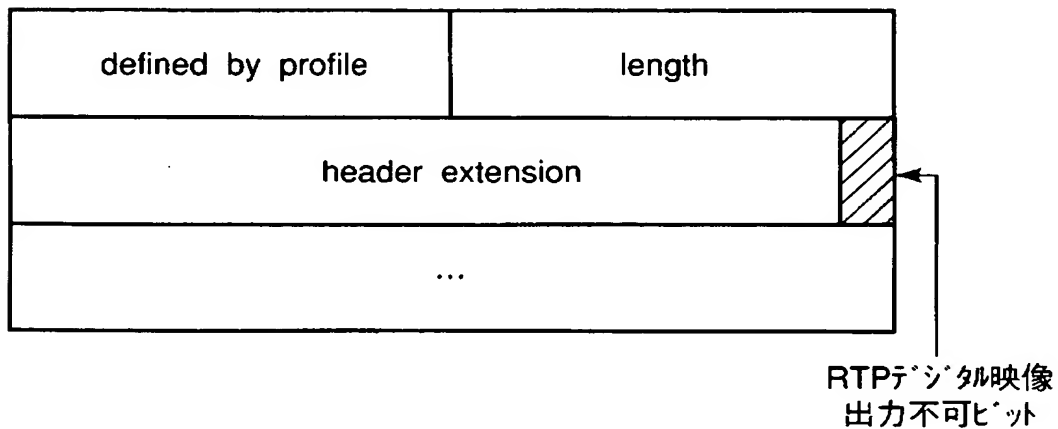 defined by profile
length
header extension
...
RTPデジタル映像
出力不可ビット